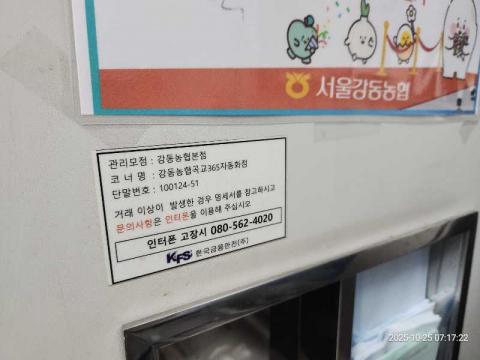 서울강동농협
관리모점 : 강동농협본점
코 너 명 : 강동농협곡교365자동화점
단말번호 : 100124-51
거래 이상이 발생한 경우 명세서를 참고하시고
문의사항은 인터폰을 이용해 주십시오
인터폰 고장시 080-562-4020
KFS 한국금융안전(주)
2025-10-25 07:17:22